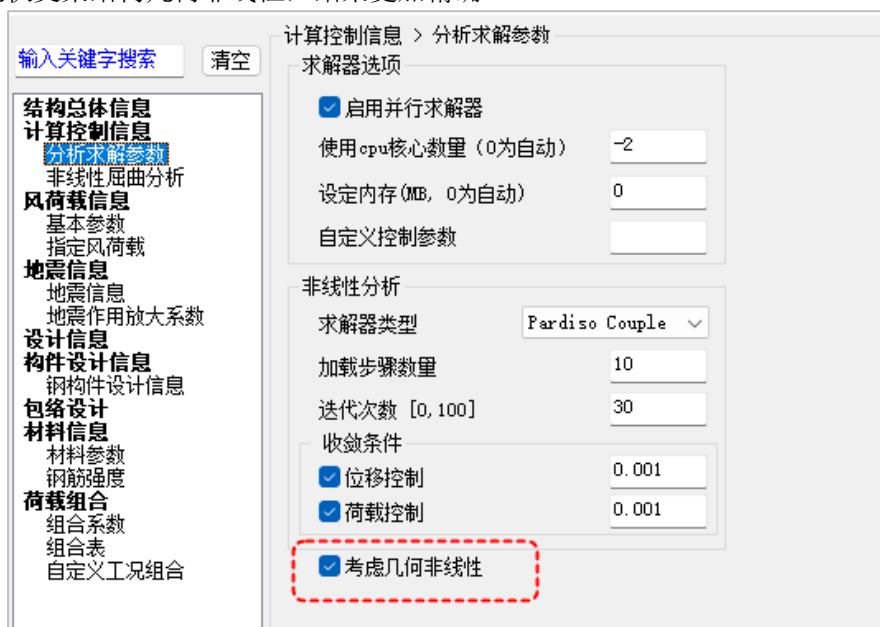 计算控制信息 > 分析求解参数
输入关键字搜索
清空
结构总体信息
计算控制信息
分析求解参数
非线性屈曲分析
风荷载信息
基本参数
指定风荷载
地震信息
地震信息
地震作用放大系数
设计信息
构件设计信息
钢构件设计信息
包络设计
材料信息
材料参数
钢筋强度
荷载组合
组合系数
组合表
自定义工况组合
求解器选项
启用并行求解器
使用cpu核心数量（0为自动） -2
设定内存(MB, 0为自动) 0
自定义控制参数
非线性分析
求解器类型 Pardiso Couple
加载步骤数量 10
迭代次数 [0,100] 30
收敛条件
位移控制 0.001
荷载控制 0.001
考虑几何非线性